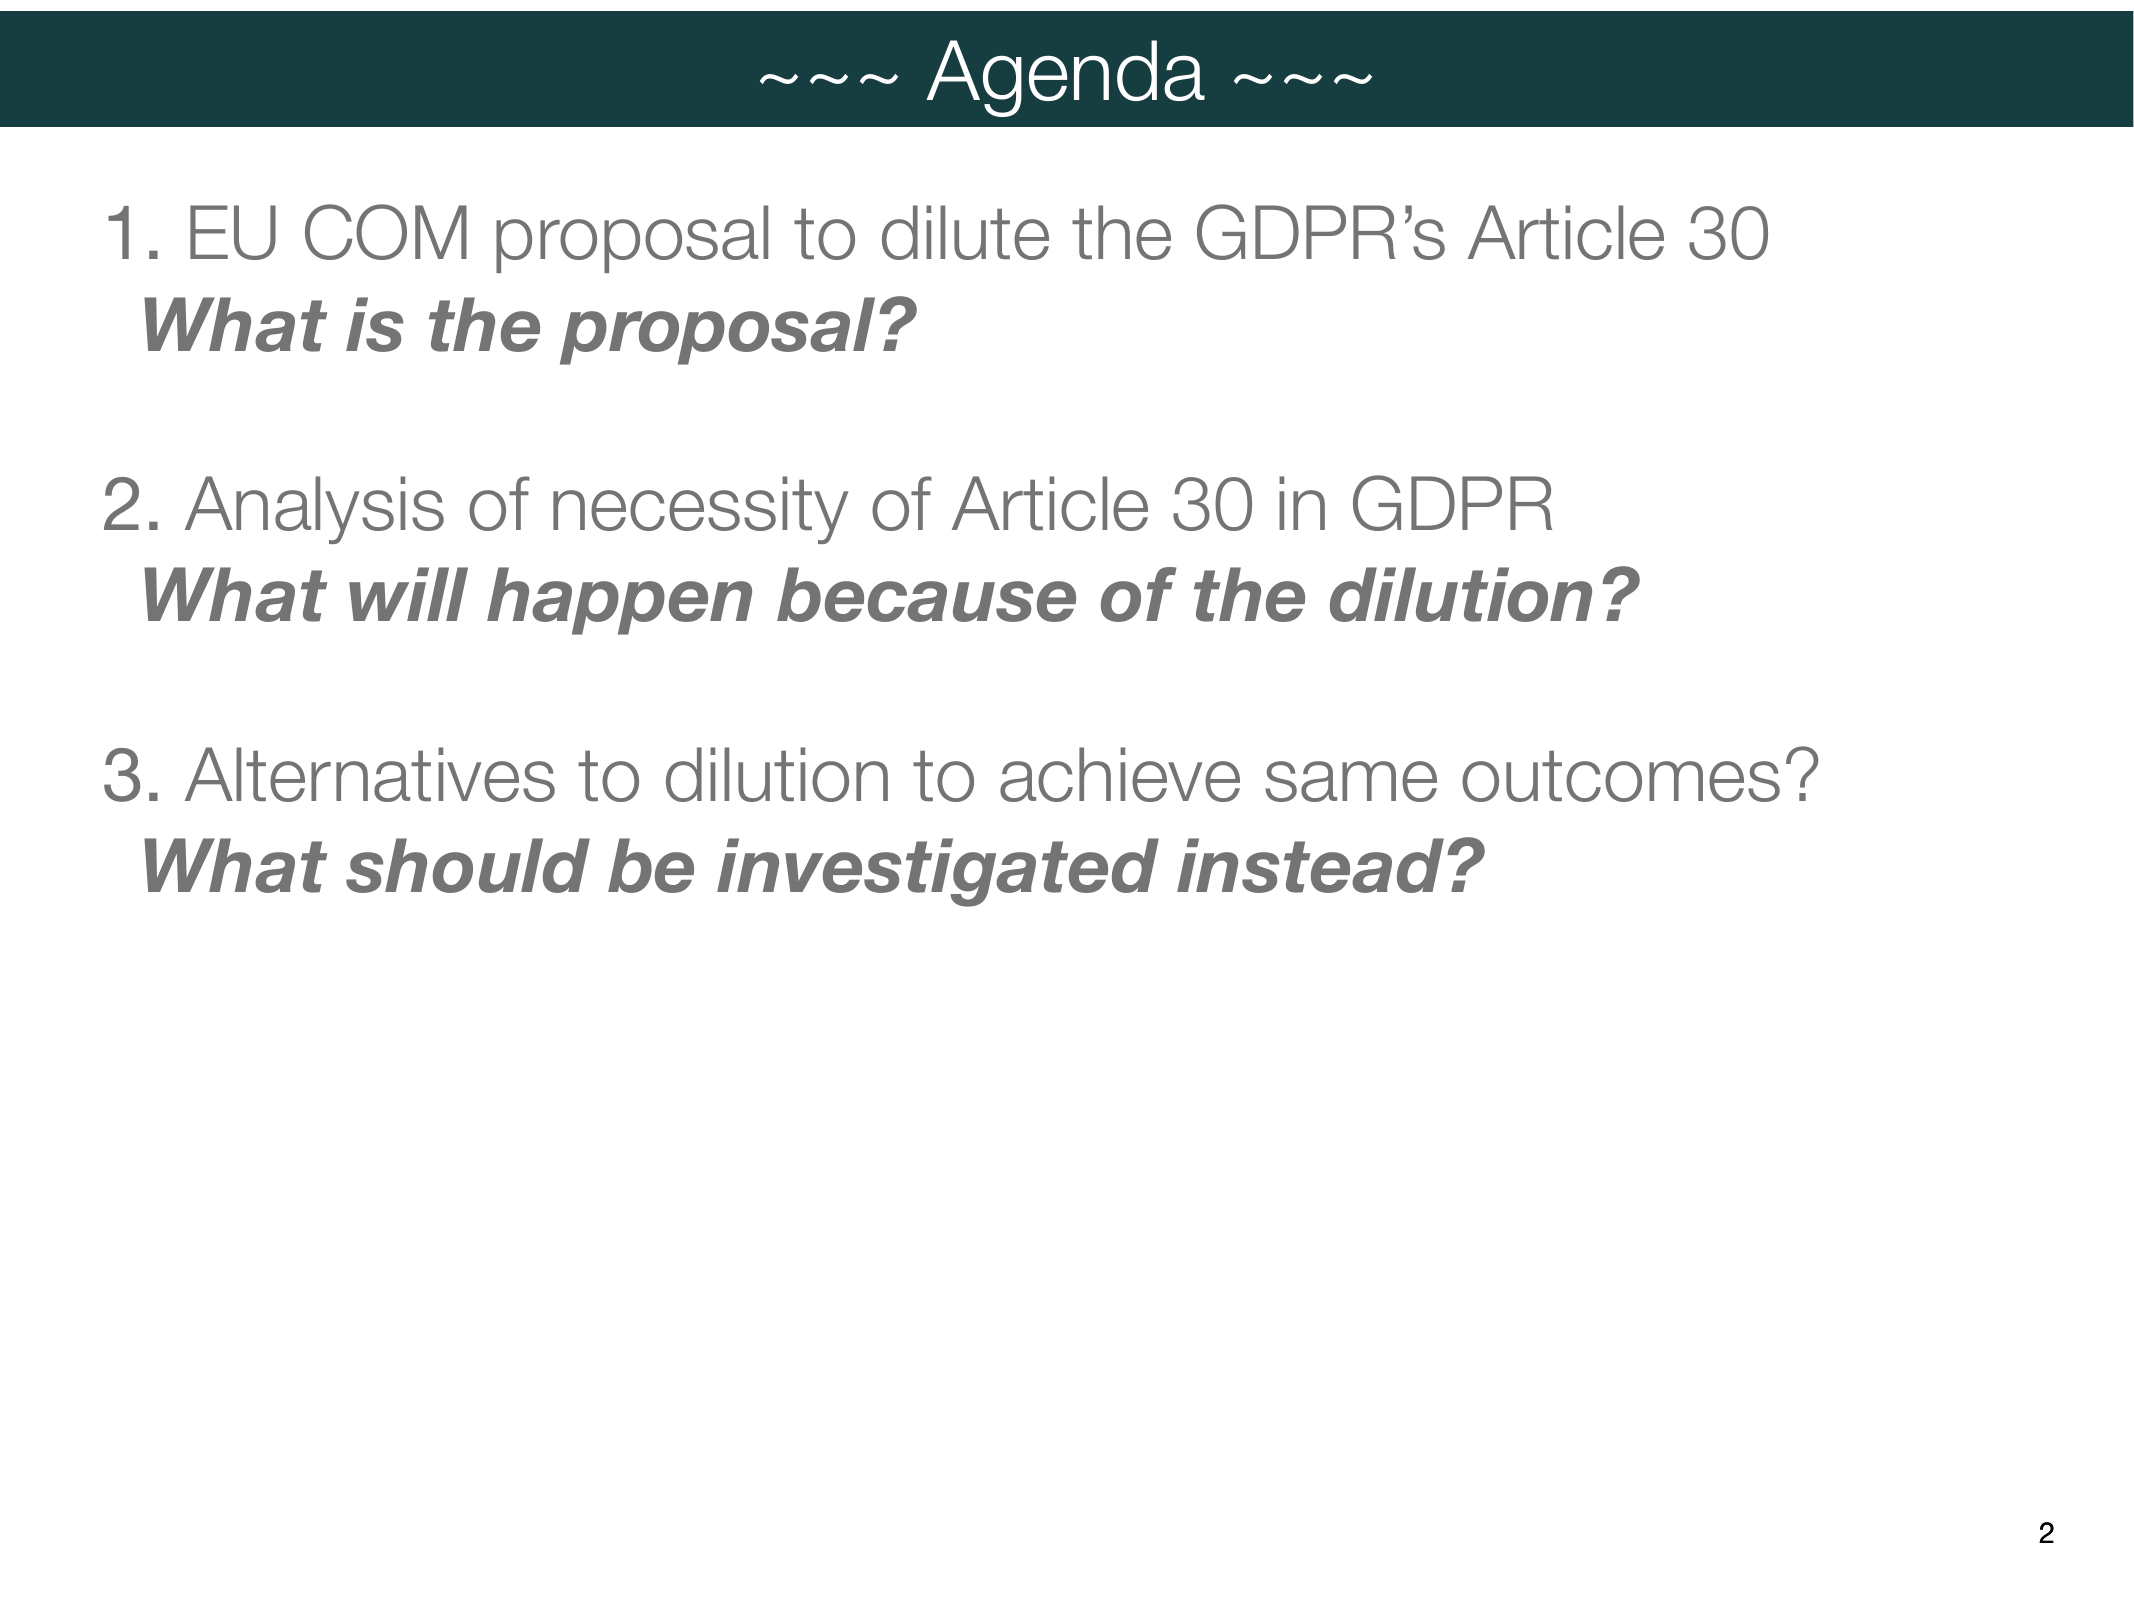 ~~~ Agenda ~~~
1. EU COM proposal to dilute the GDPR’s Article 30
What is the proposal?
2. Analysis of necessity of Article 30 in GDPR
What will happen because of the dilution?
3. Alternatives to dilution to achieve same outcomes?
What should be investigated instead?
2